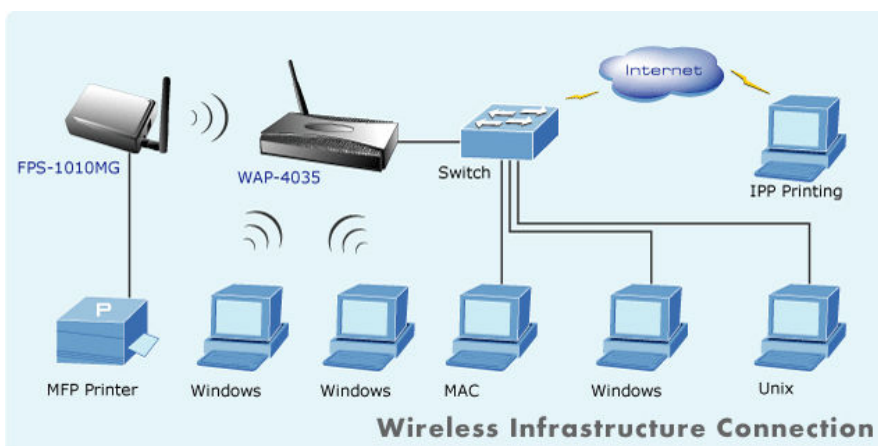 Internet
FPS-1010MG
WAP-4035
Switch
IPP Printing
P
MFP Printer
Windows
Windows
MAC
Windows
Unix
Wireless Infrastructure Connection